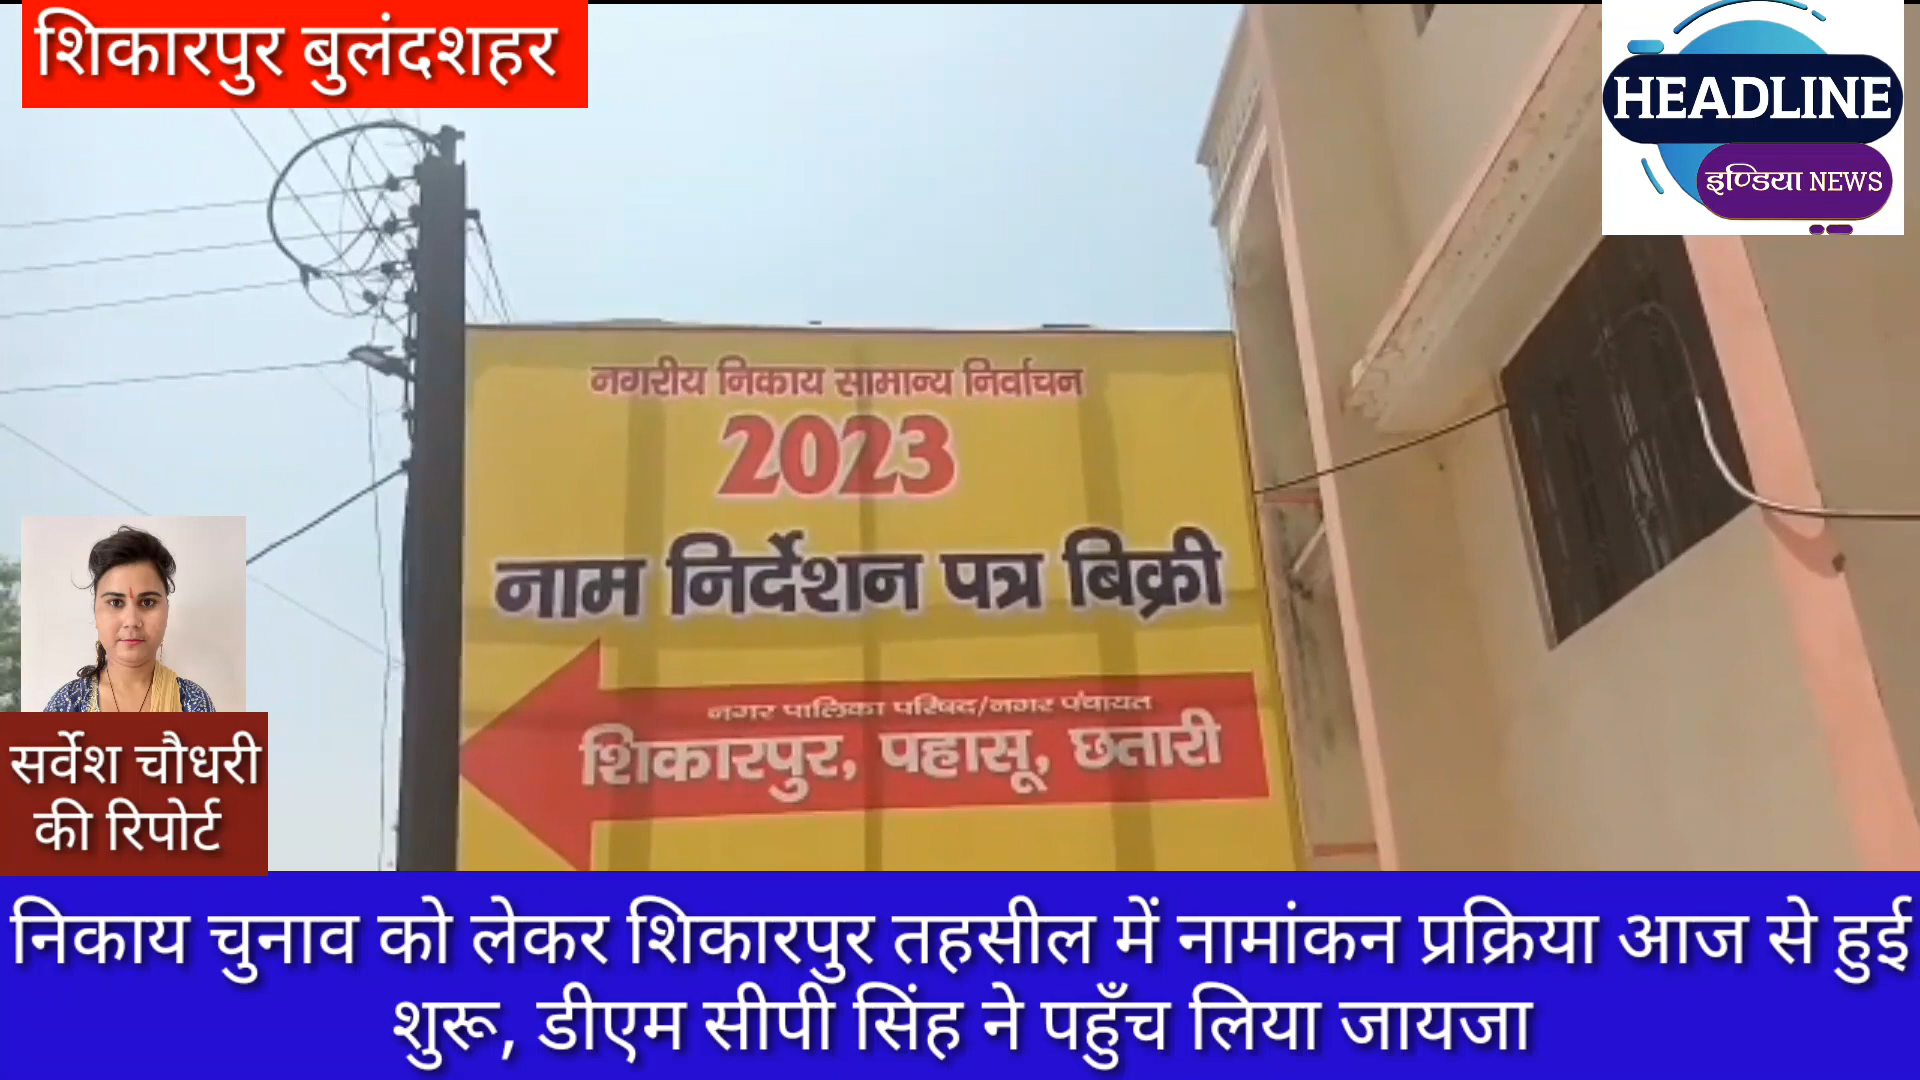 शिकारपुर बुलंदशहर
HEADLINE
इण्डिया NEWS
नगरीय निकाय सामान्य निर्वाचन
2023
नाम निर्देशन पत्र बिक्री
नगर पालिका परिषद/नगर पंचायत
शिकारपुर, पहासू, छतारी
सर्वेश चौधरी
की रिपोर्ट
निकाय चुनाव को लेकर शिकारपुर तहसील में नामांकन प्रक्रिया आज से हुई
शुरू, डीएम सीपी सिंह ने पहुँच लिया जायजा